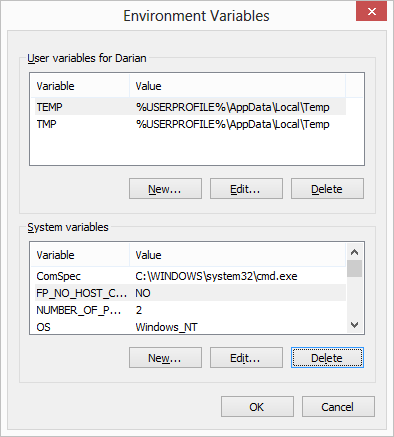 Environment Variables
User variables for Darian
Variable Value
TEMP %USERPROFILE%\AppData\Local\Temp
TMP %USERPROFILE%\AppData\Local\Temp
New... Edit... Delete
System variables
Variable Value
ComSpec C:\WINDOWS\system32\cmd.exe
FP_NO_HOST_C... NO
NUMBER_OF_P... 2
OS Windows_NT
New... Edit... Delete
OK Cancel